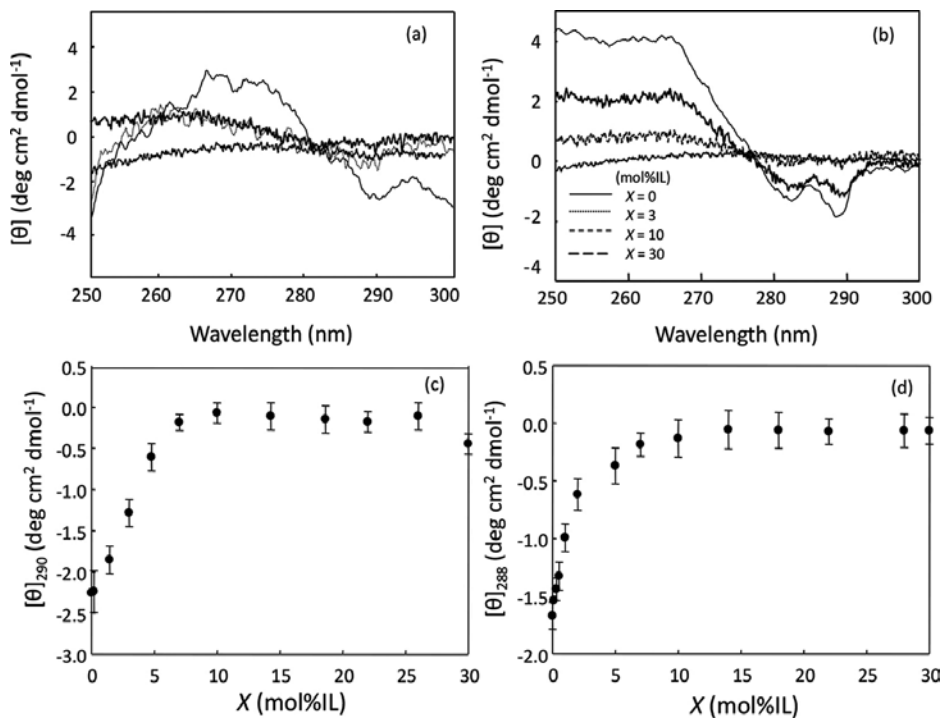 (a)
4
2
0
-2
-4
[θ] (deg cm² dmol⁻¹)
250 260 270 280 290 300
Wavelength (nm)
(b)
4
2
0
-2
-4
[θ] (deg cm² dmol⁻¹)
(mol%IL)
X = 0
X = 3
X = 10
X = 30
250 260 270 280 290 300
Wavelength (nm)
(c)
0.5
0.0
-0.5
-1.0
-1.5
-2.0
-2.5
-3.0
[θ]₂₉₀ (deg cm² dmol⁻¹)
0 5 10 15 20 25 30
X (mol%IL)
(d)
0.5
0.0
-0.5
-1.0
-1.5
-2.0
[θ]₂₈₈ (deg cm² dmol⁻¹)
0 5 10 15 20 25 30
X (mol%IL)